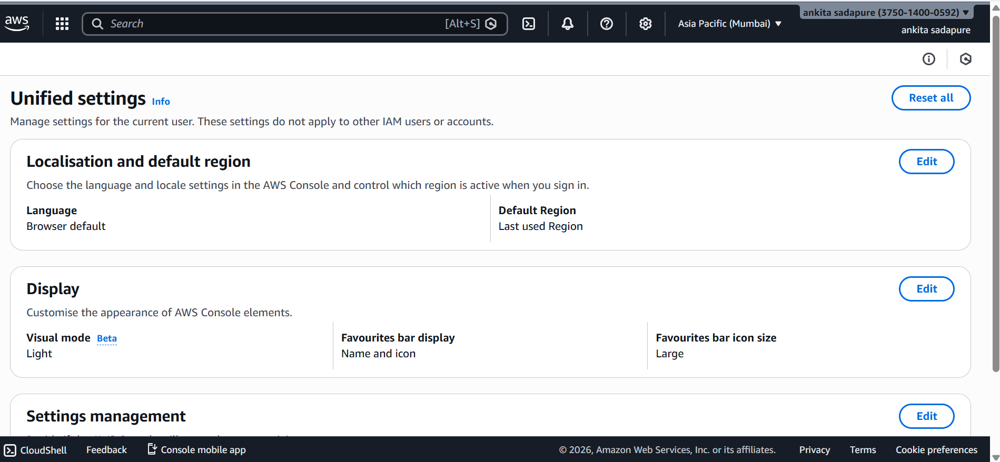 aws
Search
[Alt+S]
Asia Pacific (Mumbai)
ankita sadapure (3750-1400-0592)
ankita sadapure
Unified settings Info
Reset all
Manage settings for the current user. These settings do not apply to other IAM users or accounts.
Localisation and default region
Edit
Choose the language and locale settings in the AWS Console and control which region is active when you sign in.
Language
Browser default
Default Region
Last used Region
Display
Edit
Customise the appearance of AWS Console elements.
Visual mode Beta
Light
Favourites bar display
Name and icon
Favourites bar icon size
Large
Settings management
Edit
CloudShell
Feedback
Console mobile app
© 2026, Amazon Web Services, Inc. or its affiliates.
Privacy
Terms
Cookie preferences